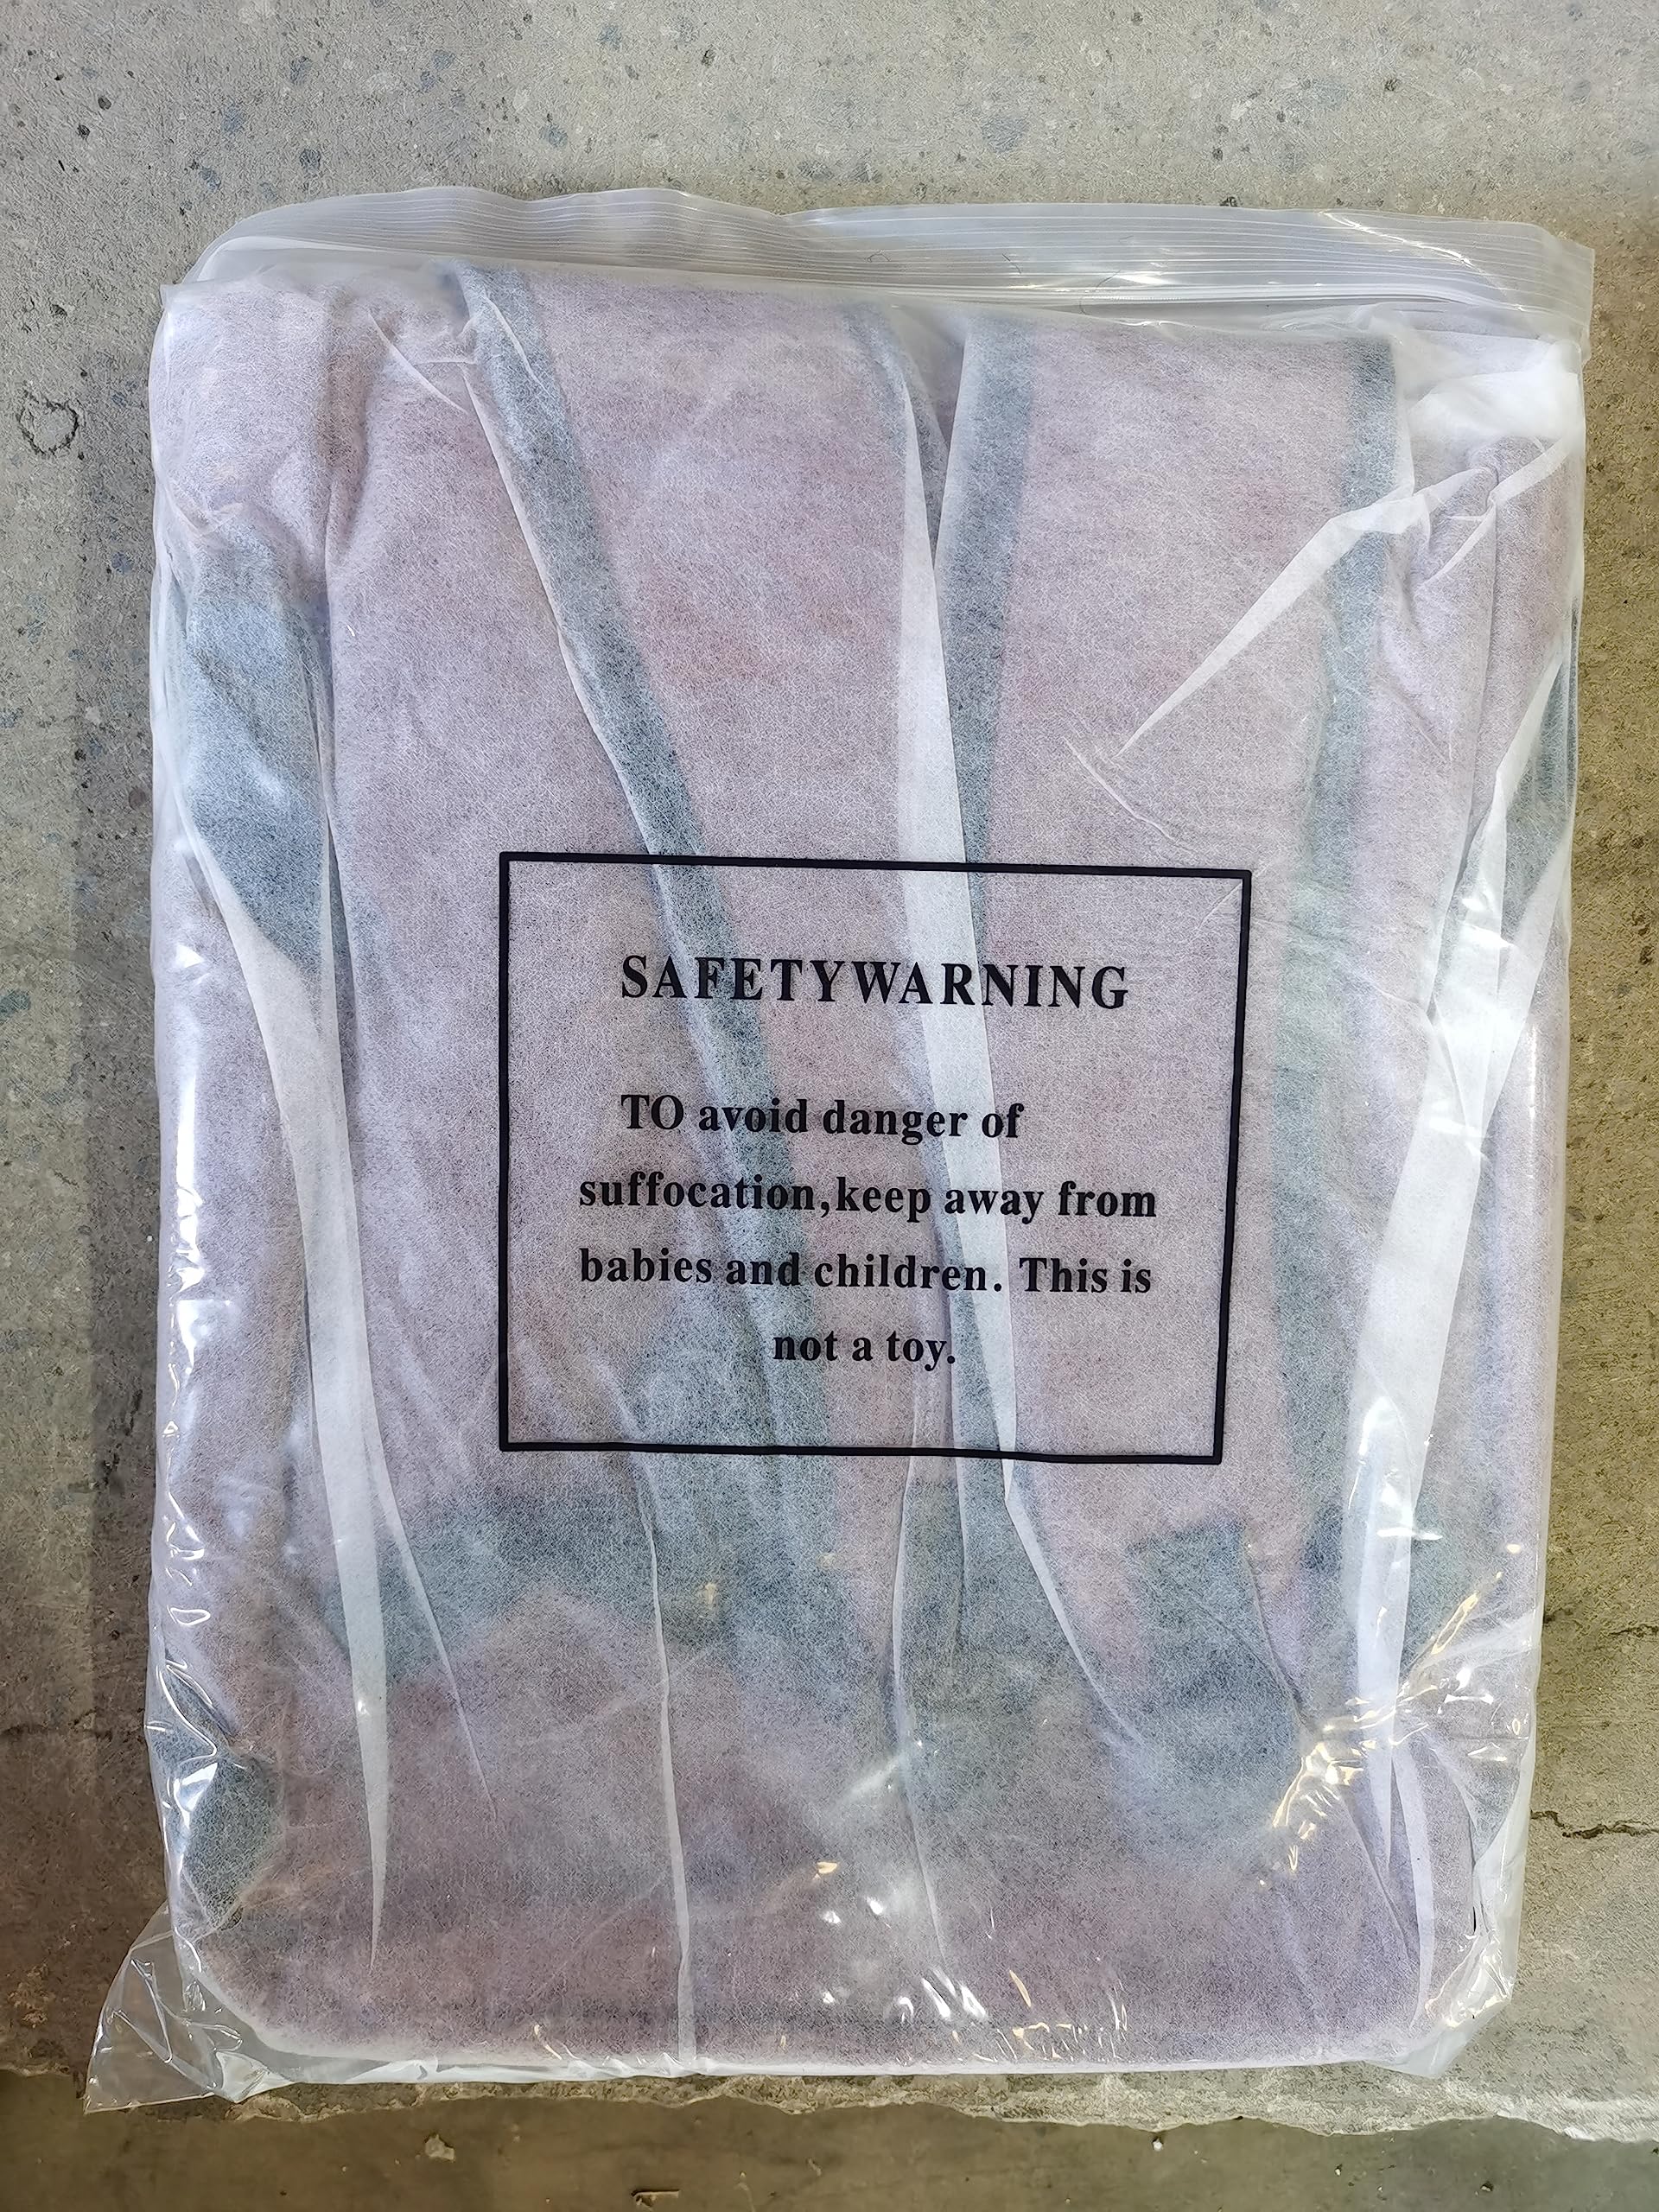 SAFETYWARNING
TO avoid danger of
suffocation,keep away from
babies and children. This is
not a toy.